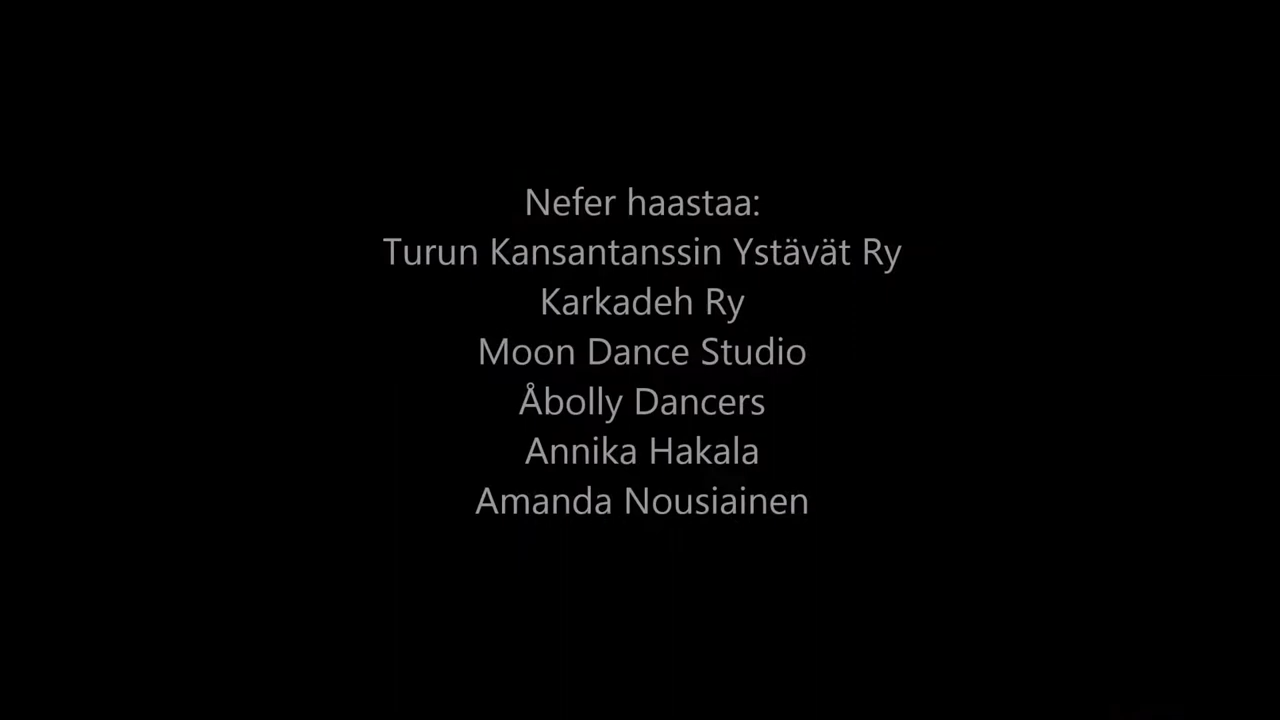 Nefer haastaa:
Turun Kansantanssin Ystävät Ry
Karkadeh Ry
Moon Dance Studio
Åbolly Dancers
Annika Hakala
Amanda Nousiainen